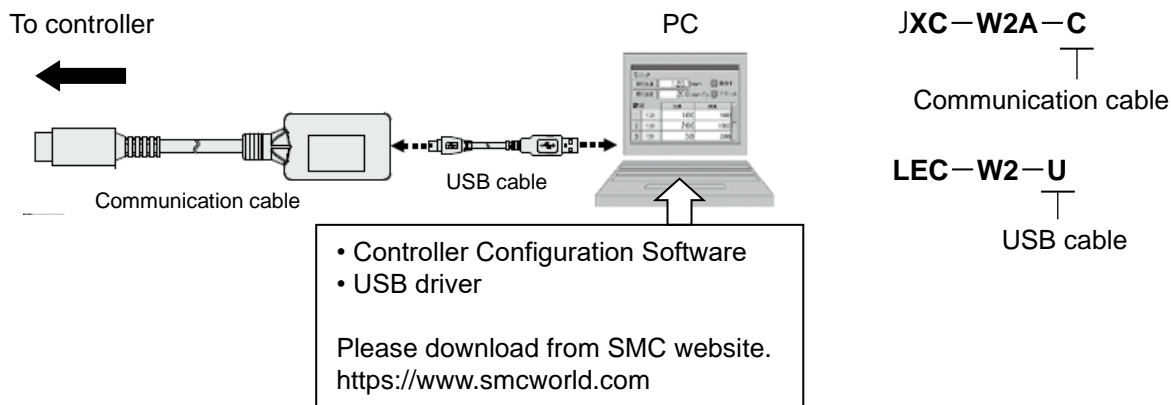 To controller
PC
JXC－W2A－C
Communication cable
LEC－W2－U
USB cable
Communication cable
USB cable
• Controller Configuration Software
• USB driver
Please download from SMC website.
https://www.smcworld.com